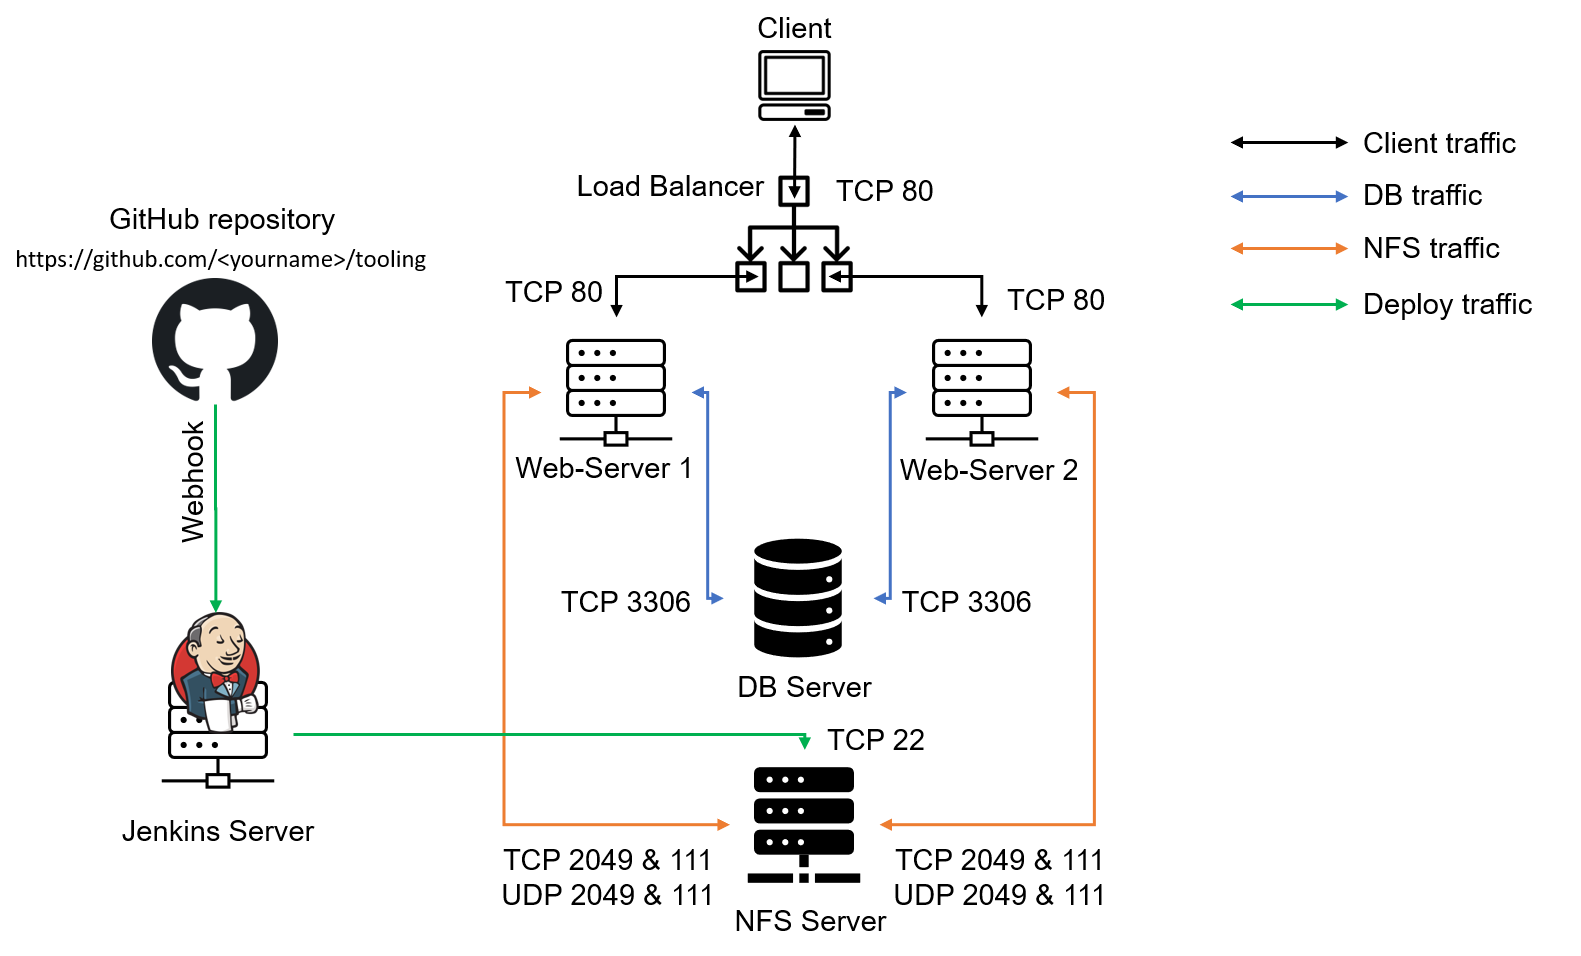 Client
Load Balancer
TCP 80
Client traffic
DB traffic
NFS traffic
Deploy traffic
GitHub repository
https://github.com/<yourname>/tooling
TCP 80
TCP 80
Webhook
Web-Server 1
Web-Server 2
TCP 3306
TCP 3306
DB Server
TCP 22
Jenkins Server
TCP 2049 & 111
UDP 2049 & 111
TCP 2049 & 111
UDP 2049 & 111
NFS Server